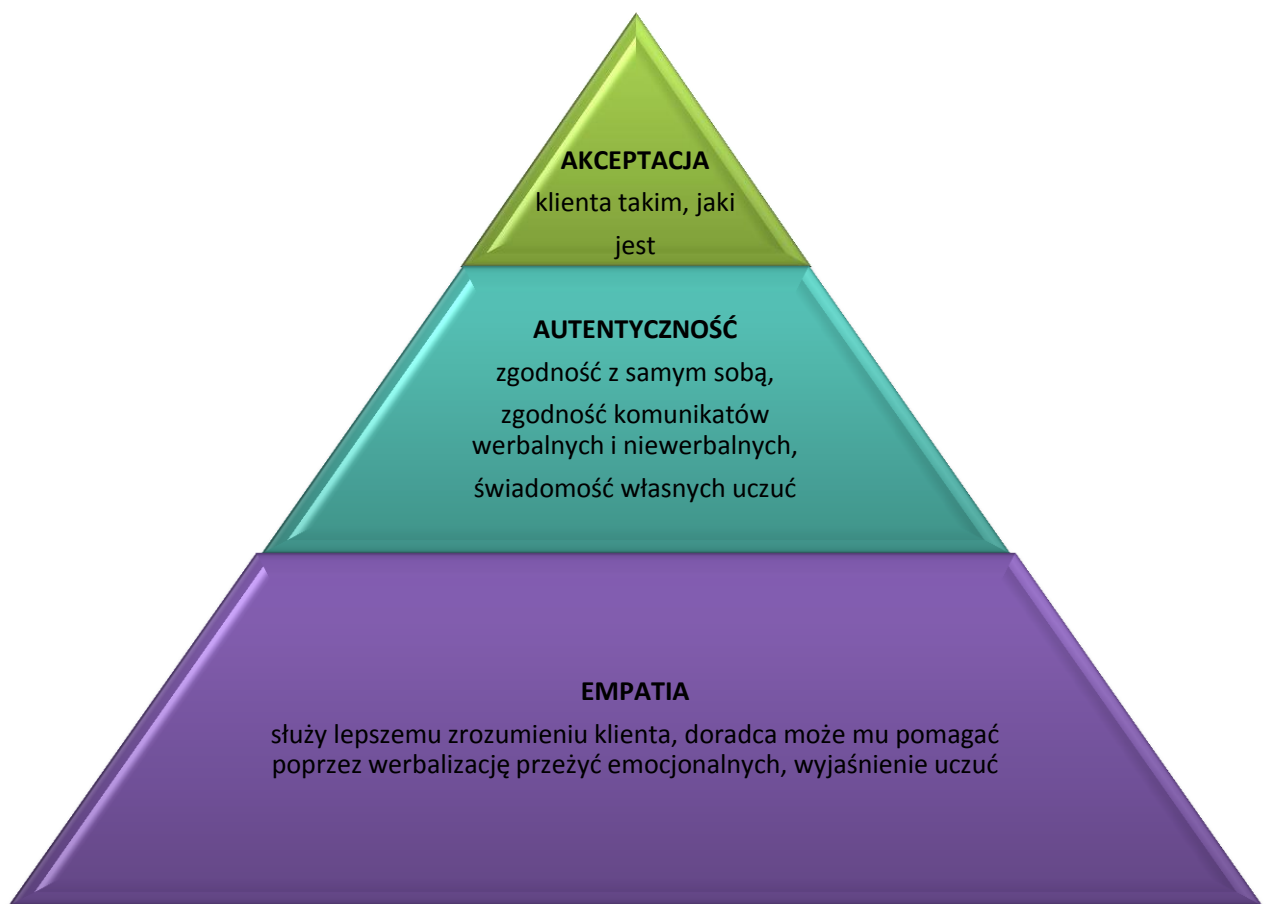 AKCEPTACJA
klienta takim, jaki
jest
AUTENTYCZNOŚĆ
zgodność z samym sobą,
zgodność komunikatów
werbalnych i niewerbalnych,
świadomość własnych uczuć
EMPATIA
służy lepszemu zrozumieniu klienta, doradca może mu pomagać
poprzez werbalizację przeżyć emocjonalnych, wyjaśnienie uczuć